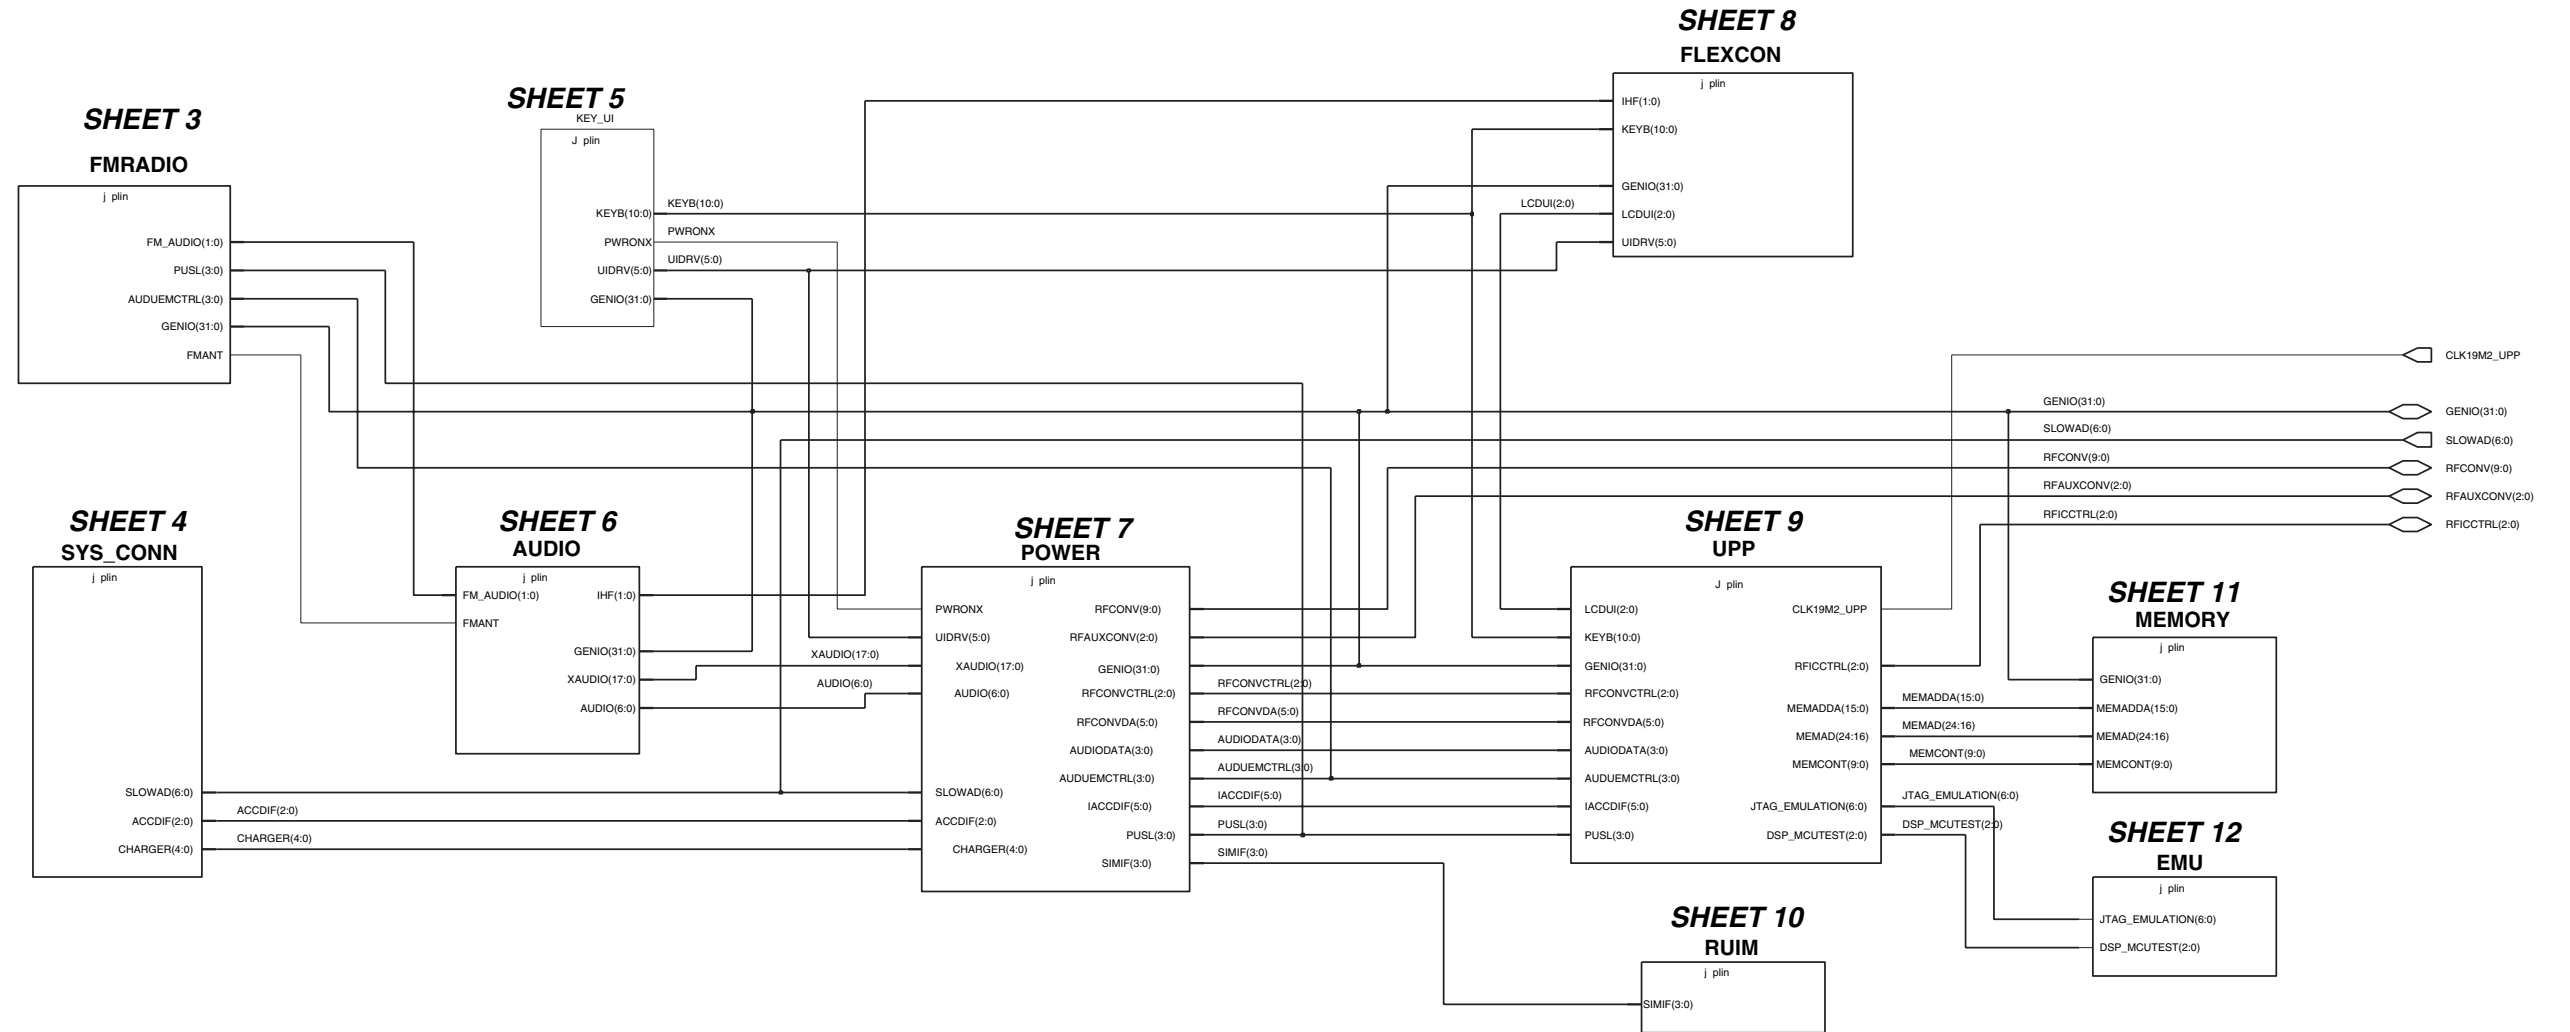 SHEET 8
FLEXCON
j plin
IHF(1:0)
KEYB(10:0)
GENIO(31:0)
LCDUI(2:0)
LCDUI(2:0)
UIDRV(5:0)
SHEET 3
FMRADIO
j plin
FM_AUDIO(1:0)
PUSL(3:0)
AUDUEMCTRL(3:0)
GENIO(31:0)
FMANT
SHEET 5
KEY_UI
J plin
KEYB(10:0)
KEYB(10:0)
PWRONX
PWRONX
UIDRV(5:0)
UIDRV(5:0)
GENIO(31:0)
CLK19M2_UPP
GENIO(31:0)
GENIO(31:0)
SLOWAD(6:0)
SLOWAD(6:0)
RFCONV(9:0)
RFCONV(9:0)
RFAUXCONV(2:0)
RFAUXCONV(2:0)
RFICCTRL(2:0)
RFICCTRL(2:0)
SHEET 4
SYS_CONN
j plin
SLOWAD(6:0)
ACCDIF(2:0)
ACCDIF(2:0)
CHARGER(4:0)
CHARGER(4:0)
SHEET 6
AUDIO
j plin
FM_AUDIO(1:0)
IHF(1:0)
FMANT
GENIO(31:0)
XAUDIO(17:0)
XAUDIO(17:0)
AUDIO(6:0)
AUDIO(6:0)
SHEET 7
POWER
j plin
PWRONX
RFCONV(9:0)
UIDRV(5:0)
RFAUXCONV(2:0)
XAUDIO(17:0)
GENIO(31:0)
AUDIO(6:0)
RFCONVCTRL(2:0)
RFCONVCTRL(2:0)
RFCONVDA(5:0)
RFCONVDA(5:0)
AUDIODATA(3:0)
AUDIODATA(3:0)
AUDUEMCTRL(3:0)
AUDUEMCTRL(3:0)
SLOWAD(6:0)
IACCDIF(5:0)
IACCDIF(5:0)
ACCDIF(2:0)
PUSL(3:0)
PUSL(3:0)
CHARGER(4:0)
SIMIF(3:0)
SIMIF(3:0)
SHEET 9
UPP
J plin
LCDUI(2:0)
CLK19M2_UPP
KEYB(10:0)
GENIO(31:0)
RFICCTRL(2:0)
RFCONVCTRL(2:0)
RFCONVDA(5:0)
MEMADDA(15:0)
MEMADDA(15:0)
AUDIODATA(3:0)
MEMAD(24:16)
MEMAD(24:16)
AUDUEMCTRL(3:0)
MEMCONT(9:0)
MEMCONT(9:0)
IACCDIF(5:0)
JTAG_EMULATION(6:0)
JTAG_EMULATION(6:0)
PUSL(3:0)
DSP_MCUTEST(2:0)
DSP_MCUTEST(2:0)
SHEET 11
MEMORY
j plin
GENIO(31:0)
MEMADDA(15:0)
MEMAD(24:16)
MEMCONT(9:0)
SHEET 12
EMU
j plin
JTAG_EMULATION(6:0)
DSP_MCUTEST(2:0)
SHEET 10
RUIM
j plin
SIMIF(3:0)